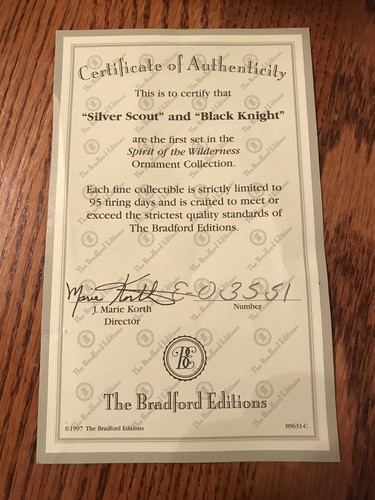 Certificate of Authenticity
This is to certify that
"Silver Scout" and "Black Knight"
are the first set in the
Spirit of the Wilderness
Ornament Collection.
Each fine collectible is strictly limited to
95 firing days and is crafted to meet or
exceed the strictest quality standards of
The Bradford Editions.
Marie Korth
J. Marie Korth
Director
Number
BE
The Bradford Editions
©1997 The Bradford Editions
89631-C